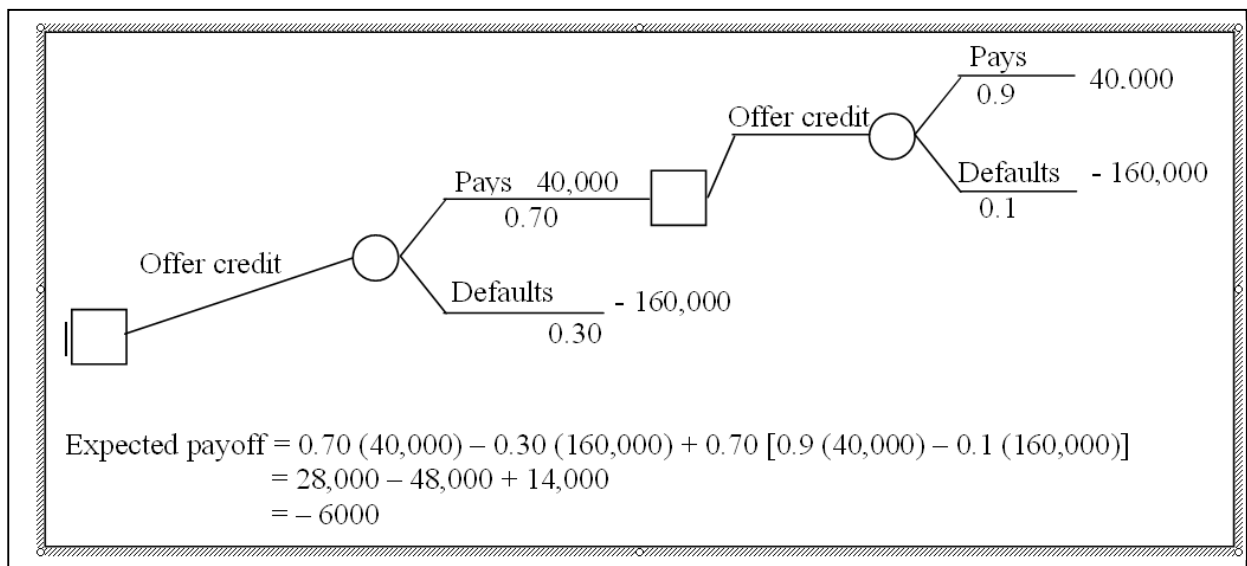 Pays
0.9
40.000
Offer credit
Defaults
- 160,000
0.1
Pays 40,000
0.70
Offer credit
Defaults
- 160,000
0.30
Expected payoff = 0.70 (40,000) – 0.30 (160,000) + 0.70 [0.9 (40,000) – 0.1 (160,000)]
= 28,000 – 48,000 + 14,000
= – 6000